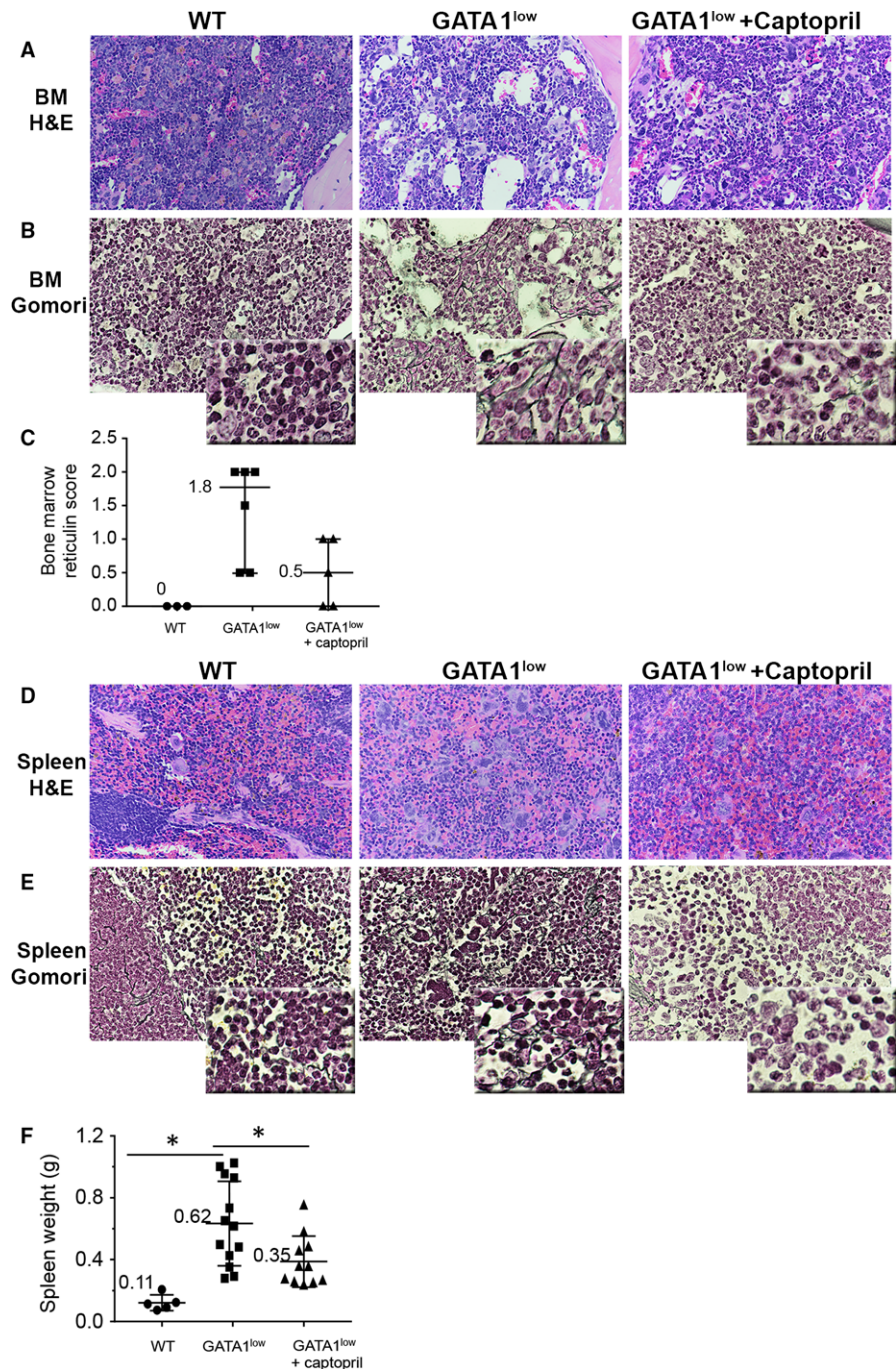 WT GATA1low GATA1low +Captopril
A
BM
H&E
B
BM
Gomori
C
Bone marrow
reticulin score
2.5
2.0
1.5
1.0
0.5
0.0
0
1.8
0.5
WT GATA1low GATA1low
+ captopril
WT GATA1low GATA1low +Captopril
D
Spleen
H&E
E
Spleen
Gomori
F
Spleen weight (g)
1.2
0.8
0.4
0.0
* *
0.11
0.62
0.35
WT GATA1low GATA1low
+ captopril